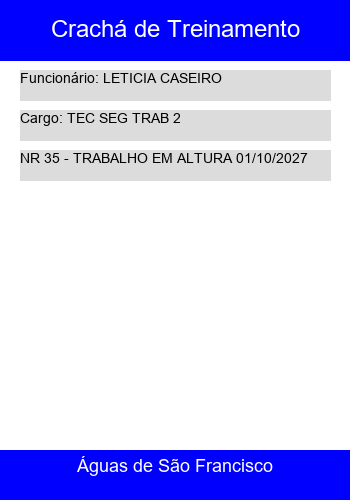 Crachá de Treinamento
Funcionário: LETICIA CASEIRO
Cargo: TEC SEG TRAB 2
NR 35 - TRABALHO EM ALTURA 01/10/2027
Águas de São Francisco